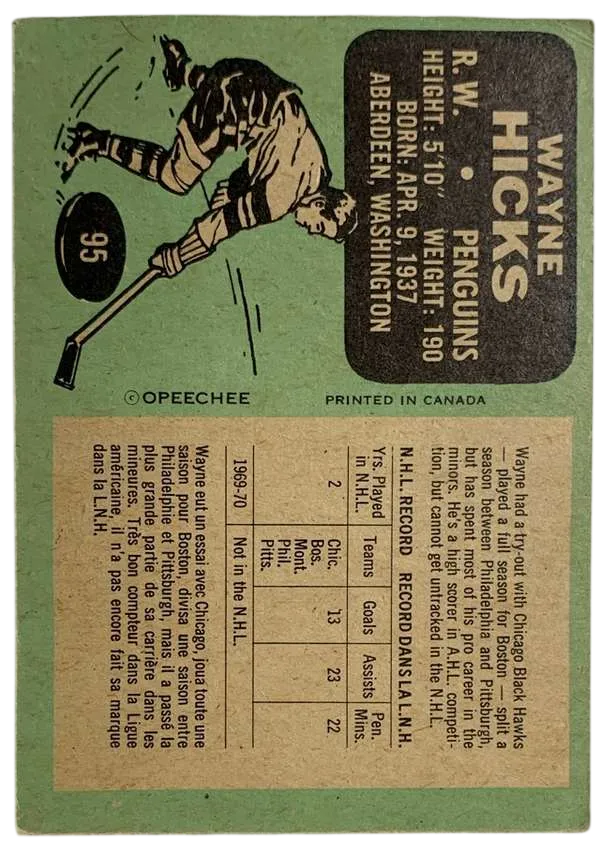 WAYNE
HICKS
R.W. • PENGUINS
HEIGHT: 5'10" WEIGHT: 190
BORN: APR. 9, 1937
ABERDEEN, WASHINGTON
95
© OPEECHEE
PRINTED IN CANADA
Wayne had a try-out with Chicago Black Hawks
— played a full season for Boston — split a
season between Philadelphia and Pittsburgh,
but has spent most of his pro career in the
minors. He's a high scorer in A.H.L. competi-
tion, but cannot get untracked in the N.H.L.
N.H.L. RECORD RECORD DANS LA L.N.H.
Yrs. Played Teams Goals Assists Pen.
in N.H.L. Mins.
2 Chic. 13 23 22
Bos.
Mont.
Phil.
Pitts.
1969-70 Not in the N.H.L.
Wayne eut un essai avec Chicago, joua toute une
saison pour Boston, divisa une saison entre
Philadelphie et Pittsburgh, mais il a passé la
plus grande partie de sa carrière dans les
mineures. Très bon compteur dans la Ligue
américaine, il n'a pas encore fait sa marque
dans la L.N.H.